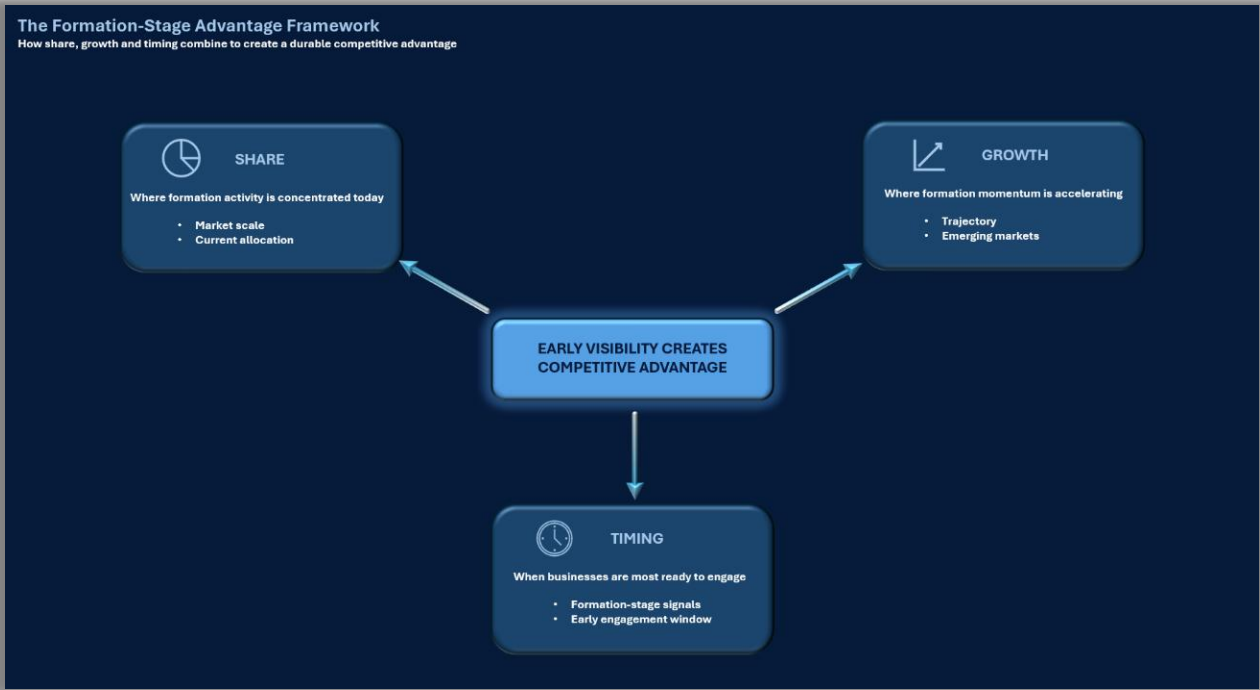 The Formation-Stage Advantage Framework
How share, growth and timing combine to create a durable competitive advantage
SHARE
Where formation activity is concentrated today
• Market scale
• Current allocation
GROWTH
Where formation momentum is accelerating
• Trajectory
• Emerging markets
EARLY VISIBILITY CREATES
COMPETITIVE ADVANTAGE
TIMING
When businesses are most ready to engage
• Formation-stage signals
• Early engagement window